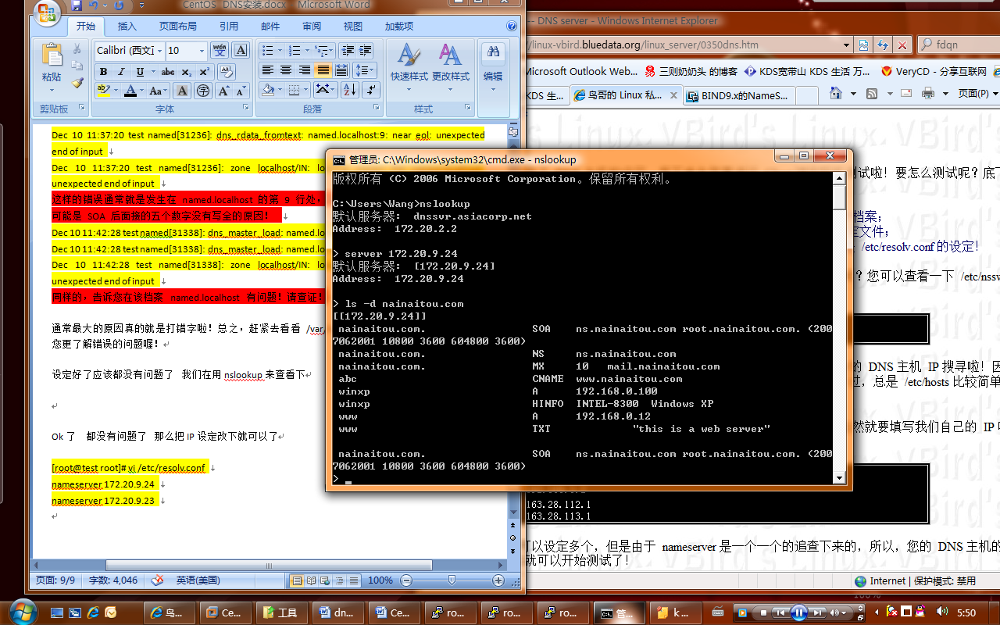 CentOS_DNS安装.docx - Microsoft Word
开始 插入 页面布局 引用 邮件 审阅 视图 加载项
粘贴
Calibri (西文正 10
快速样式 更改样式 编辑
剪贴板 字体 段落 样式
Dec 10 11:37:20 test named[31236]: dns_rdata_fromtext: named.localhost:9: near eol: unexpected
end of input
Dec 10 11:37:20 test named[31236]: zone localhost/IN: lo
unexpected end of input
这样的错误通常就是发生在 named.localhost 的第 9 行处，
可能是 SOA 后面接的五个数字没有写全的原因！
Dec 10 11:42:28 test named[31338]: dns_master_load: named.lo
Dec 10 11:42:28 test named[31338]: dns_master_load: named.lo
Dec 10 11:42:28 test named[31338]: zone localhost/IN: lo
unexpected end of input
同样的，告诉您在该档案 named.localhost 有问题！请查证！
通常最大的原因真的就是打错字啦！总之，赶紧去看看 /var
您更了解错误的问题喔！
设定好了应该都没有问题了 我们在用 nslookup 来查看下
Ok 了 都没有问题了 那么把 IP 设定改下就可以了
[root@test root]# vi /etc/resolv.conf
nameserver 172.20.9.24
nameserver 172.20.9.23
页面: 9/9 字数: 4,046 英语(美国) 100%
-- DNS server - Windows Internet Explorer
/linux-vbird.bluedata.org/linux_server/0350dns.htm
fdqn
Microsoft Outlook Web... 三则奶奶头 的博客 KDS宽带山 KDS 生活 万... VeryCD - 分享互联网
KDS 生... 鸟哥的 Linux 私... BIND9.x的NameS... 页面(P)
管理员: C:\Windows\system32\cmd.exe - nslookup
版权所有 (C) 2006 Microsoft Corporation。保留所有权利。
C:\Users\Wang>nslookup
默认服务器:  dnssvr.asiacorp.net
Address:  172.20.2.2
> server 172.20.9.24
默认服务器:  [172.20.9.24]
Address:  172.20.9.24
> ls -d nainaitou.com
[[172.20.9.24]]
nainaitou.com. SOA ns.nainaitou.com root.nainaitou.com. (200
7062001 10800 3600 604800 3600)
nainaitou.com. NS ns.nainaitou.com
nainaitou.com. MX 10 mail.nainaitou.com
abc CNAME www.nainaitou.com
winxp A 192.168.0.100
winxp HINFO INTEL-8300 Windows XP
www A 192.168.0.12
www TXT "this is a web server"
nainaitou.com. SOA ns.nainaitou.com root.nainaitou.com. (200
7062001 10800 3600 604800 3600)
>
试啦！要怎么测试呢？底
档案；
定文件；
/etc/resolv.conf 的设定！
？您可以查看一下 /etc/nssw
的 DNS 主机 IP 搜寻啦！因
过，总是 /etc/hosts 比较简单
然就要填写我们自己的 IP
163.28.112.1
163.28.113.1
可以设定多个，但是由于 nameserver 是一个一个的追查下来的，所以，您的 DNS 主机的
就可以开始测试了！
Internet | 保护模式: 禁用
100%
鸟... Ce... 工具 dn... Ce... ro... ro... ro... 管... k ... 5:50